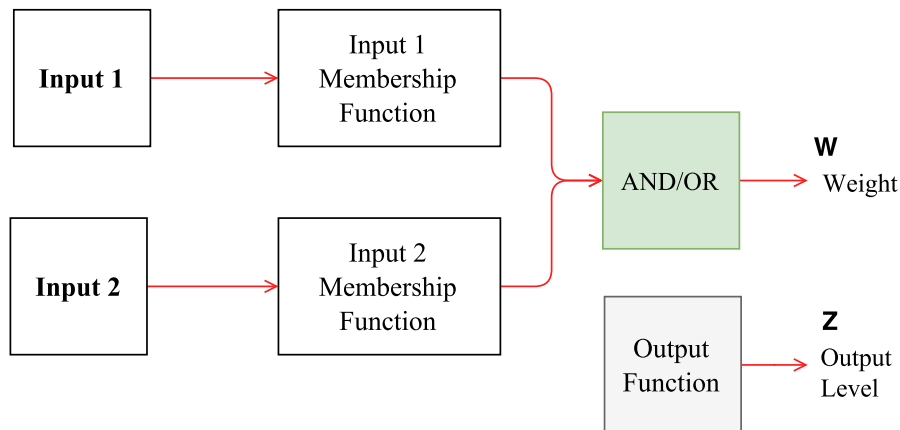 Input 1
Input 1
Membership
Function
AND/OR
W
Weight
Input 2
Input 2
Membership
Function
Output
Function
Z
Output
Level